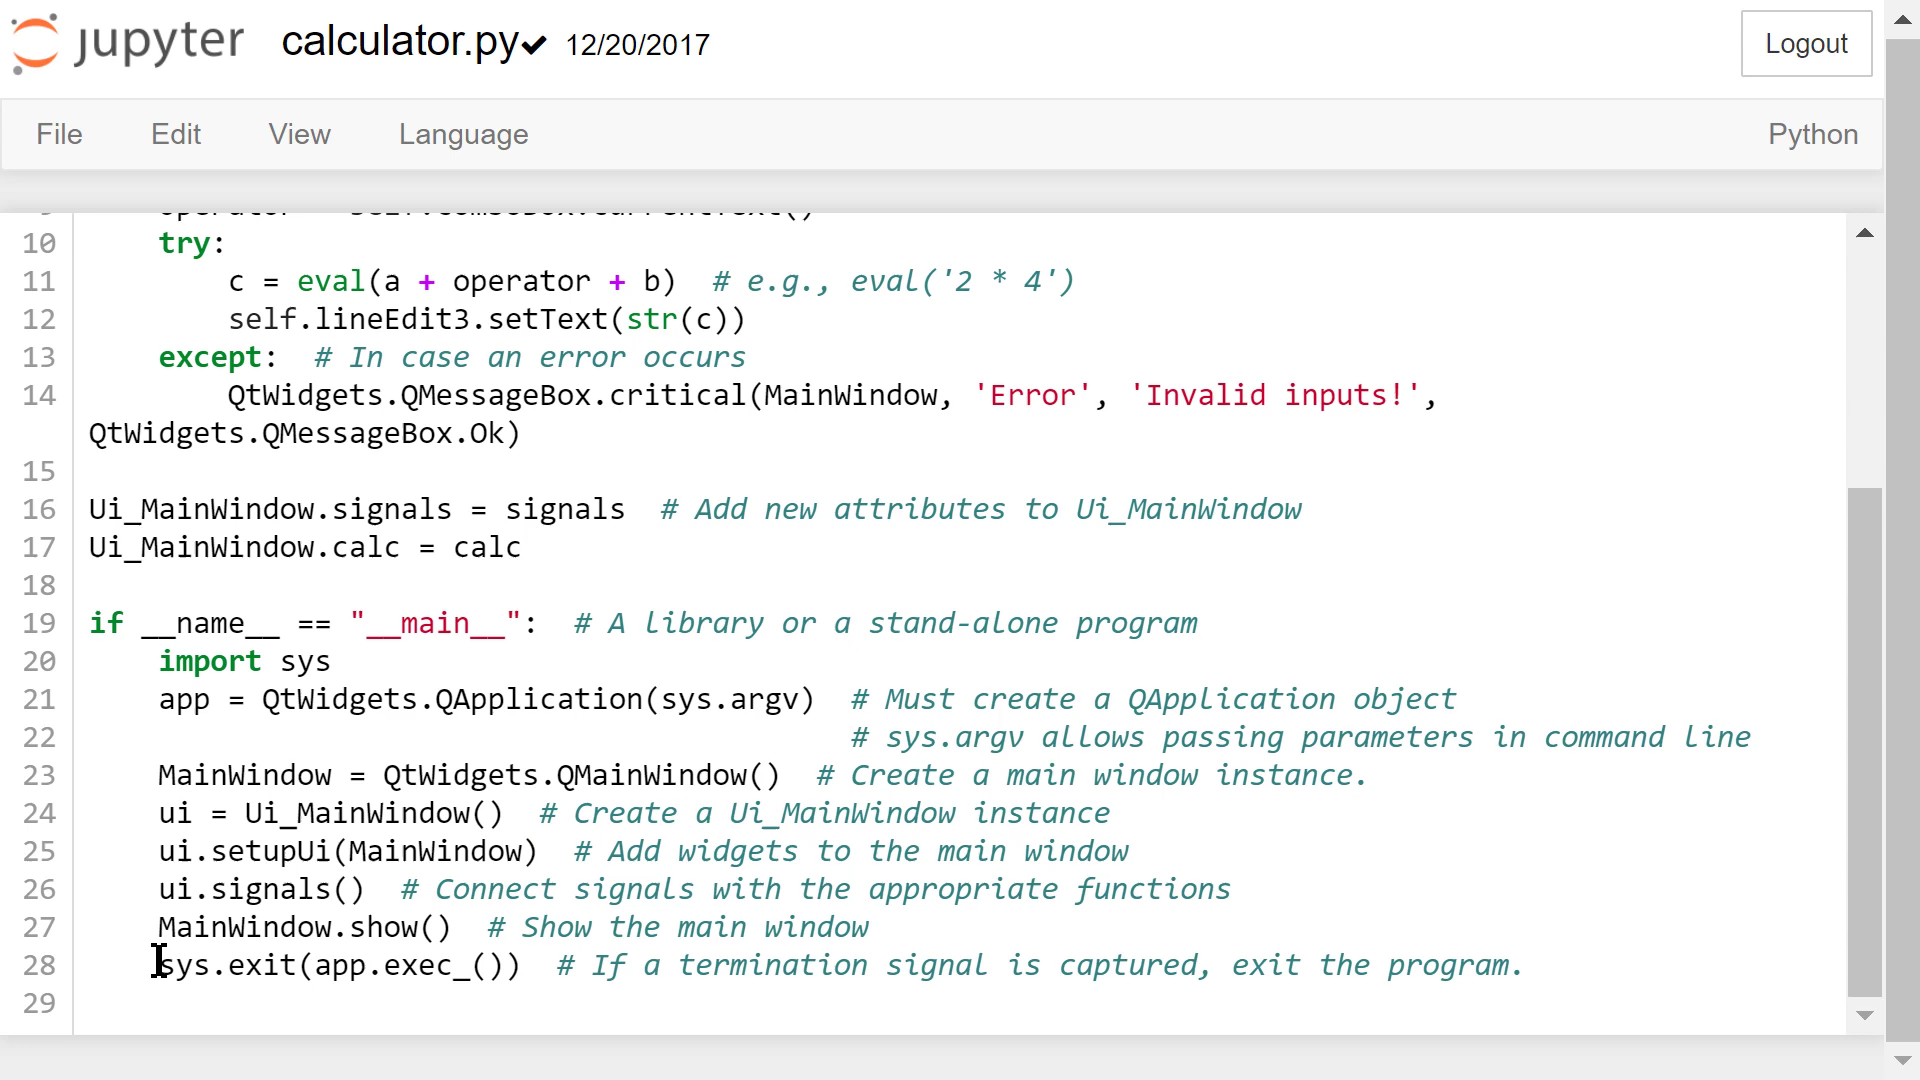 jupyter calculator.py✔ 12/20/2017 Logout
File Edit View Language Python
10 try:
11 c = eval(a + operator + b) # e.g., eval('2 * 4')
12 self.lineEdit3.setText(str(c))
13 except: # In case an error occurs
14 QtWidgets.QMessageBox.critical(MainWindow, 'Error', 'Invalid inputs!',
QtWidgets.QMessageBox.Ok)
15
16 Ui_MainWindow.signals = signals # Add new attributes to Ui_MainWindow
17 Ui_MainWindow.calc = calc
18
19 if __name__ == "__main__": # A library or a stand-alone program
20 import sys
21 app = QtWidgets.QApplication(sys.argv) # Must create a QApplication object
22 # sys.argv allows passing parameters in command line
23 MainWindow = QtWidgets.QMainWindow() # Create a main window instance.
24 ui = Ui_MainWindow() # Create a Ui_MainWindow instance
25 ui.setupUi(MainWindow) # Add widgets to the main window
26 ui.signals() # Connect signals with the appropriate functions
27 MainWindow.show() # Show the main window
28 sys.exit(app.exec_()) # If a termination signal is captured, exit the program.
29